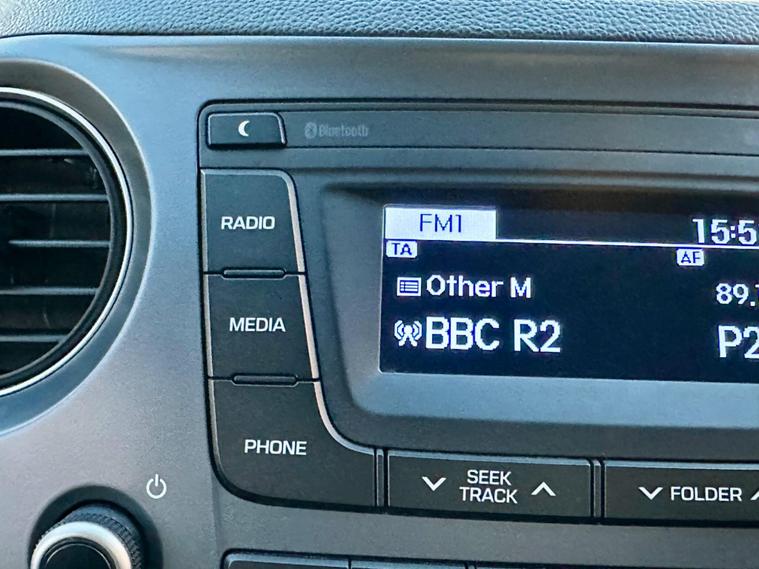 Bluetooth
RADIO
FM1
15:5
TA
AF
Other M
89.
MEDIA
BBC R2
P2
PHONE
SEEK
TRACK
FOLDER